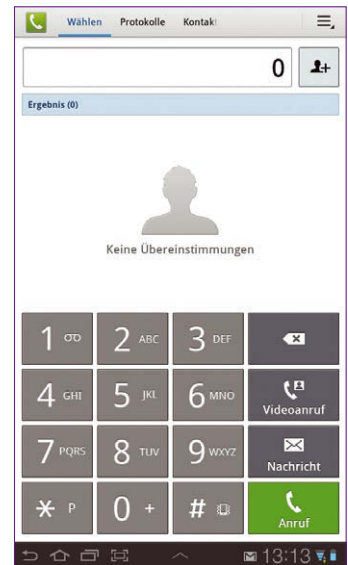 Wählen Protokolle Kontakt
0
Ergebnis (0)
Keine Übereinstimmungen
1 2 ABC 3 DEF
4 GHI 5 JKL 6 MNO Videoanruf
7 PQRS 8 TUV 9 WXYZ Nachricht
* P 0 + # Anruf
13:13